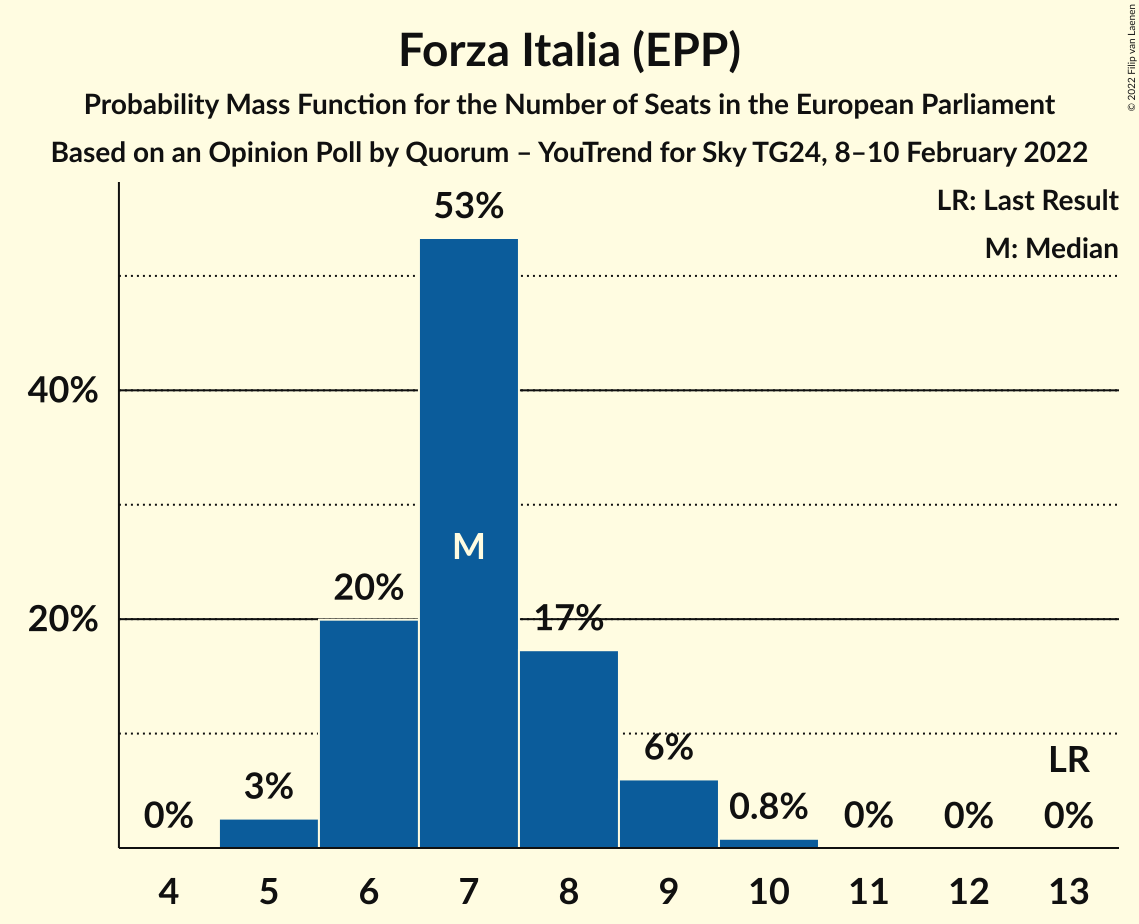 Forza Italia (EPP)
Probability Mass Function for the Number of Seats in the European Parliament
Based on an Opinion Poll by Quorum – YouTrend for Sky TG24, 8–10 February 2022
© 2022 Filip van Laenen
LR: Last Result
M: Median
53%
40%
M
20%
20%
17%
6%
LR
3%
0.8%
0%
0%
0%
0%
4 5 6 7 8 9 10 11 12 13